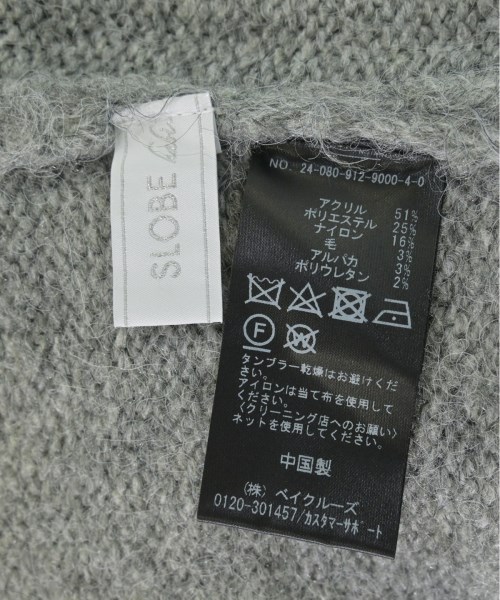 SLOBE
NO. 24-080-912-9000-4-0
アクリル 51%
ポリエステル 25%
ナイロン 16%
毛 3%
アルパカ 3%
ポリウレタン 2%
F
W
タンブラー乾燥はお避けくだ
さい。
アイロンは当て布を使用して
ください。
〈クリーニング店へのお願い〉
ネットを使用してください。
中国製
(株) ベイクルーズ
0120-301457/カスタマーサポート